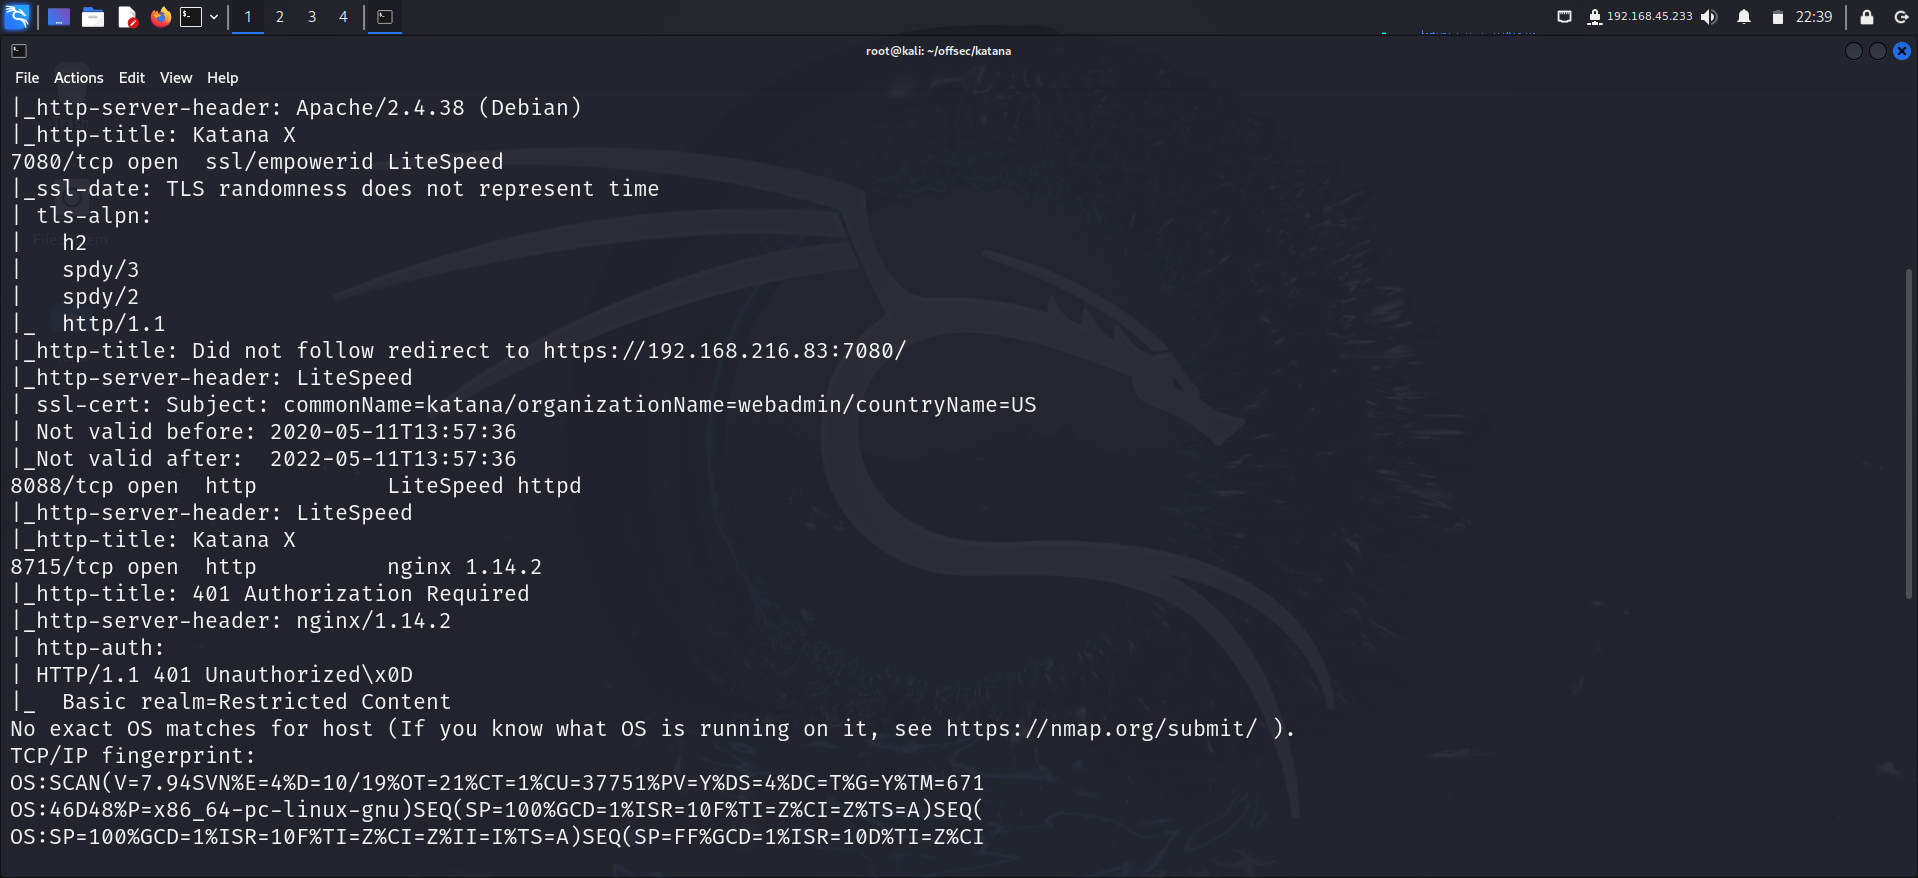 1 2 3 4 192.168.45.233 22:39
root@kali: ~/offsec/katana
File Actions Edit View Help
|_http-server-header: Apache/2.4.38 (Debian)
|_http-title: Katana X
7080/tcp open  ssl/empowerid LiteSpeed
|_ssl-date: TLS randomness does not represent time
| tls-alpn:
|   h2
|   spdy/3
|   spdy/2
|_  http/1.1
|_http-title: Did not follow redirect to https://192.168.216.83:7080/
|_http-server-header: LiteSpeed
| ssl-cert: Subject: commonName=katana/organizationName=webadmin/countryName=US
| Not valid before: 2020-05-11T13:57:36
|_Not valid after:  2022-05-11T13:57:36
8088/tcp open  http          LiteSpeed httpd
|_http-server-header: LiteSpeed
|_http-title: Katana X
8715/tcp open  http          nginx 1.14.2
|_http-title: 401 Authorization Required
|_http-server-header: nginx/1.14.2
| http-auth:
| HTTP/1.1 401 Unauthorized\x0D
|_  Basic realm=Restricted Content
No exact OS matches for host (If you know what OS is running on it, see https://nmap.org/submit/ ).
TCP/IP fingerprint:
OS:SCAN(V=7.94SVN%E=4%D=10/19%OT=21%CT=1%CU=37751%PV=Y%DS=4%DC=T%G=Y%TM=671
OS:46D48%P=x86_64-pc-linux-gnu)SEQ(SP=100%GCD=1%ISR=10F%TI=Z%CI=Z%TS=A)SEQ(
OS:SP=100%GCD=1%ISR=10F%TI=Z%CI=Z%II=I%TS=A)SEQ(SP=FF%GCD=1%ISR=10D%TI=Z%CI